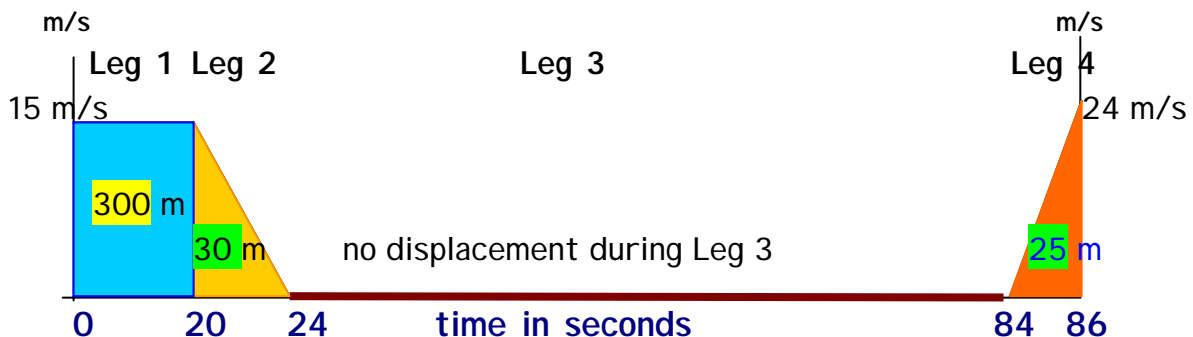 m/s m/s
Leg 1 Leg 2 Leg 3 Leg 4
15 m/s 24 m/s
300 m
30 m no displacement during Leg 3 25 m
0 20 24 time in seconds 84 86